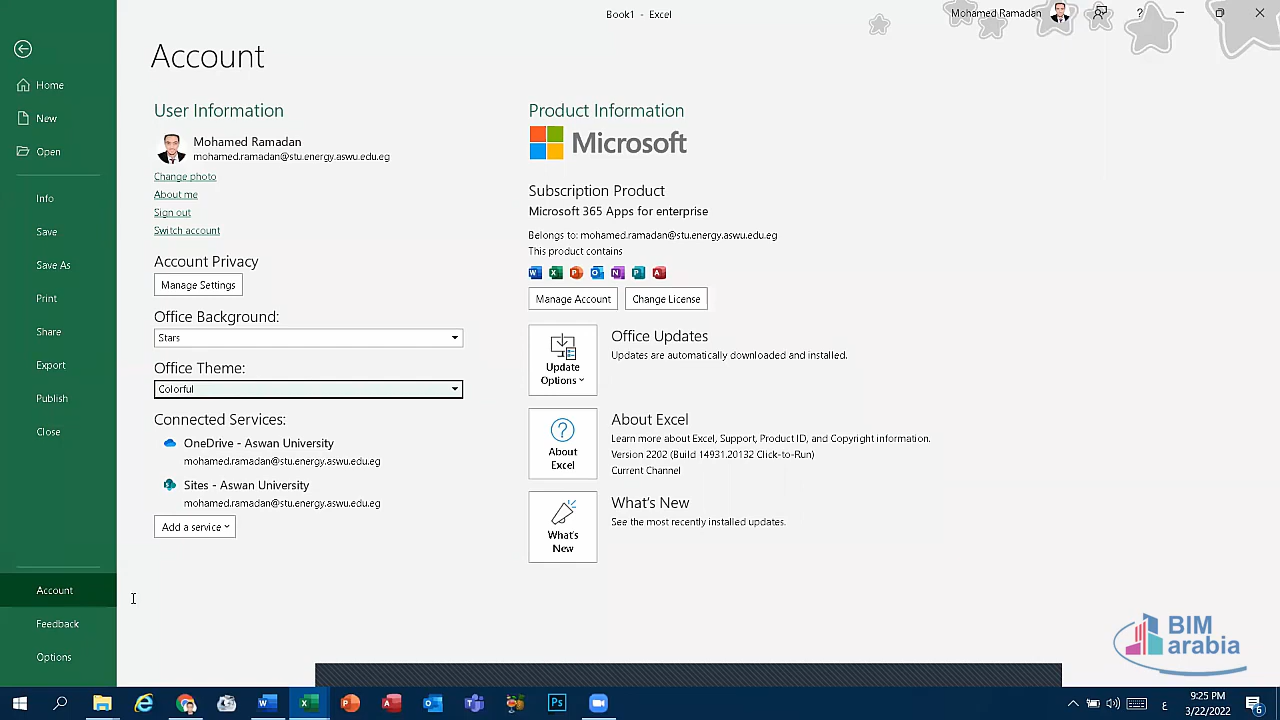 Book1 - Excel
Mohamed Ramadan
?
Account
Home
New
Open
Info
Save
Save As
Print
Share
Export
Publish
Close
Account
Feedback
Options
User Information
Mohamed Ramadan
mohamed.ramadan@stu.energy.aswu.edu.eg
Change photo
About me
Sign out
Switch account
Account Privacy
Manage Settings
Office Background:
Stars
Office Theme:
Colorful
Connected Services:
OneDrive - Aswan University
mohamed.ramadan@stu.energy.aswu.edu.eg
Sites - Aswan University
mohamed.ramadan@stu.energy.aswu.edu.eg
Add a service
Product Information
Microsoft
Subscription Product
Microsoft 365 Apps for enterprise
Belongs to: mohamed.ramadan@stu.energy.aswu.edu.eg
This product contains
Manage Account
Change License
Update
Options
Office Updates
Updates are automatically downloaded and installed.
About
Excel
About Excel
Learn more about Excel, Support, Product ID, and Copyright information.
Version 2202 (Build 14931.20132 Click-to-Run)
Current Channel
What's
New
What's New
See the most recently installed updates.
BIM
arabia
ع
9:25 PM
3/22/2022
6